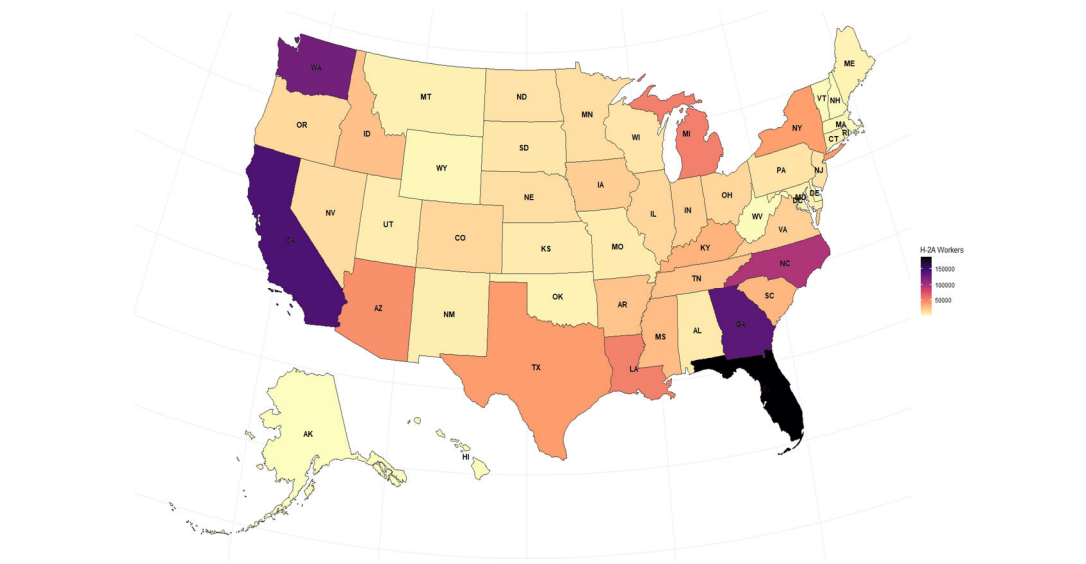 WA
MT
ND
MN
OR
ID
SD
WI
MI
WY
IA
NE
NV
UT
CO
CA
AZ
NM
KS
OK
TX
MO
AR
LA
IL
IN
OH
KY
TN
MS
AL
GA
SC
NC
VA
WV
PA
NY
NJ
DE
MD
DC
CT
RI
MA
VT
NH
ME
AK
HI
H-2A Workers
150000
100000
50000